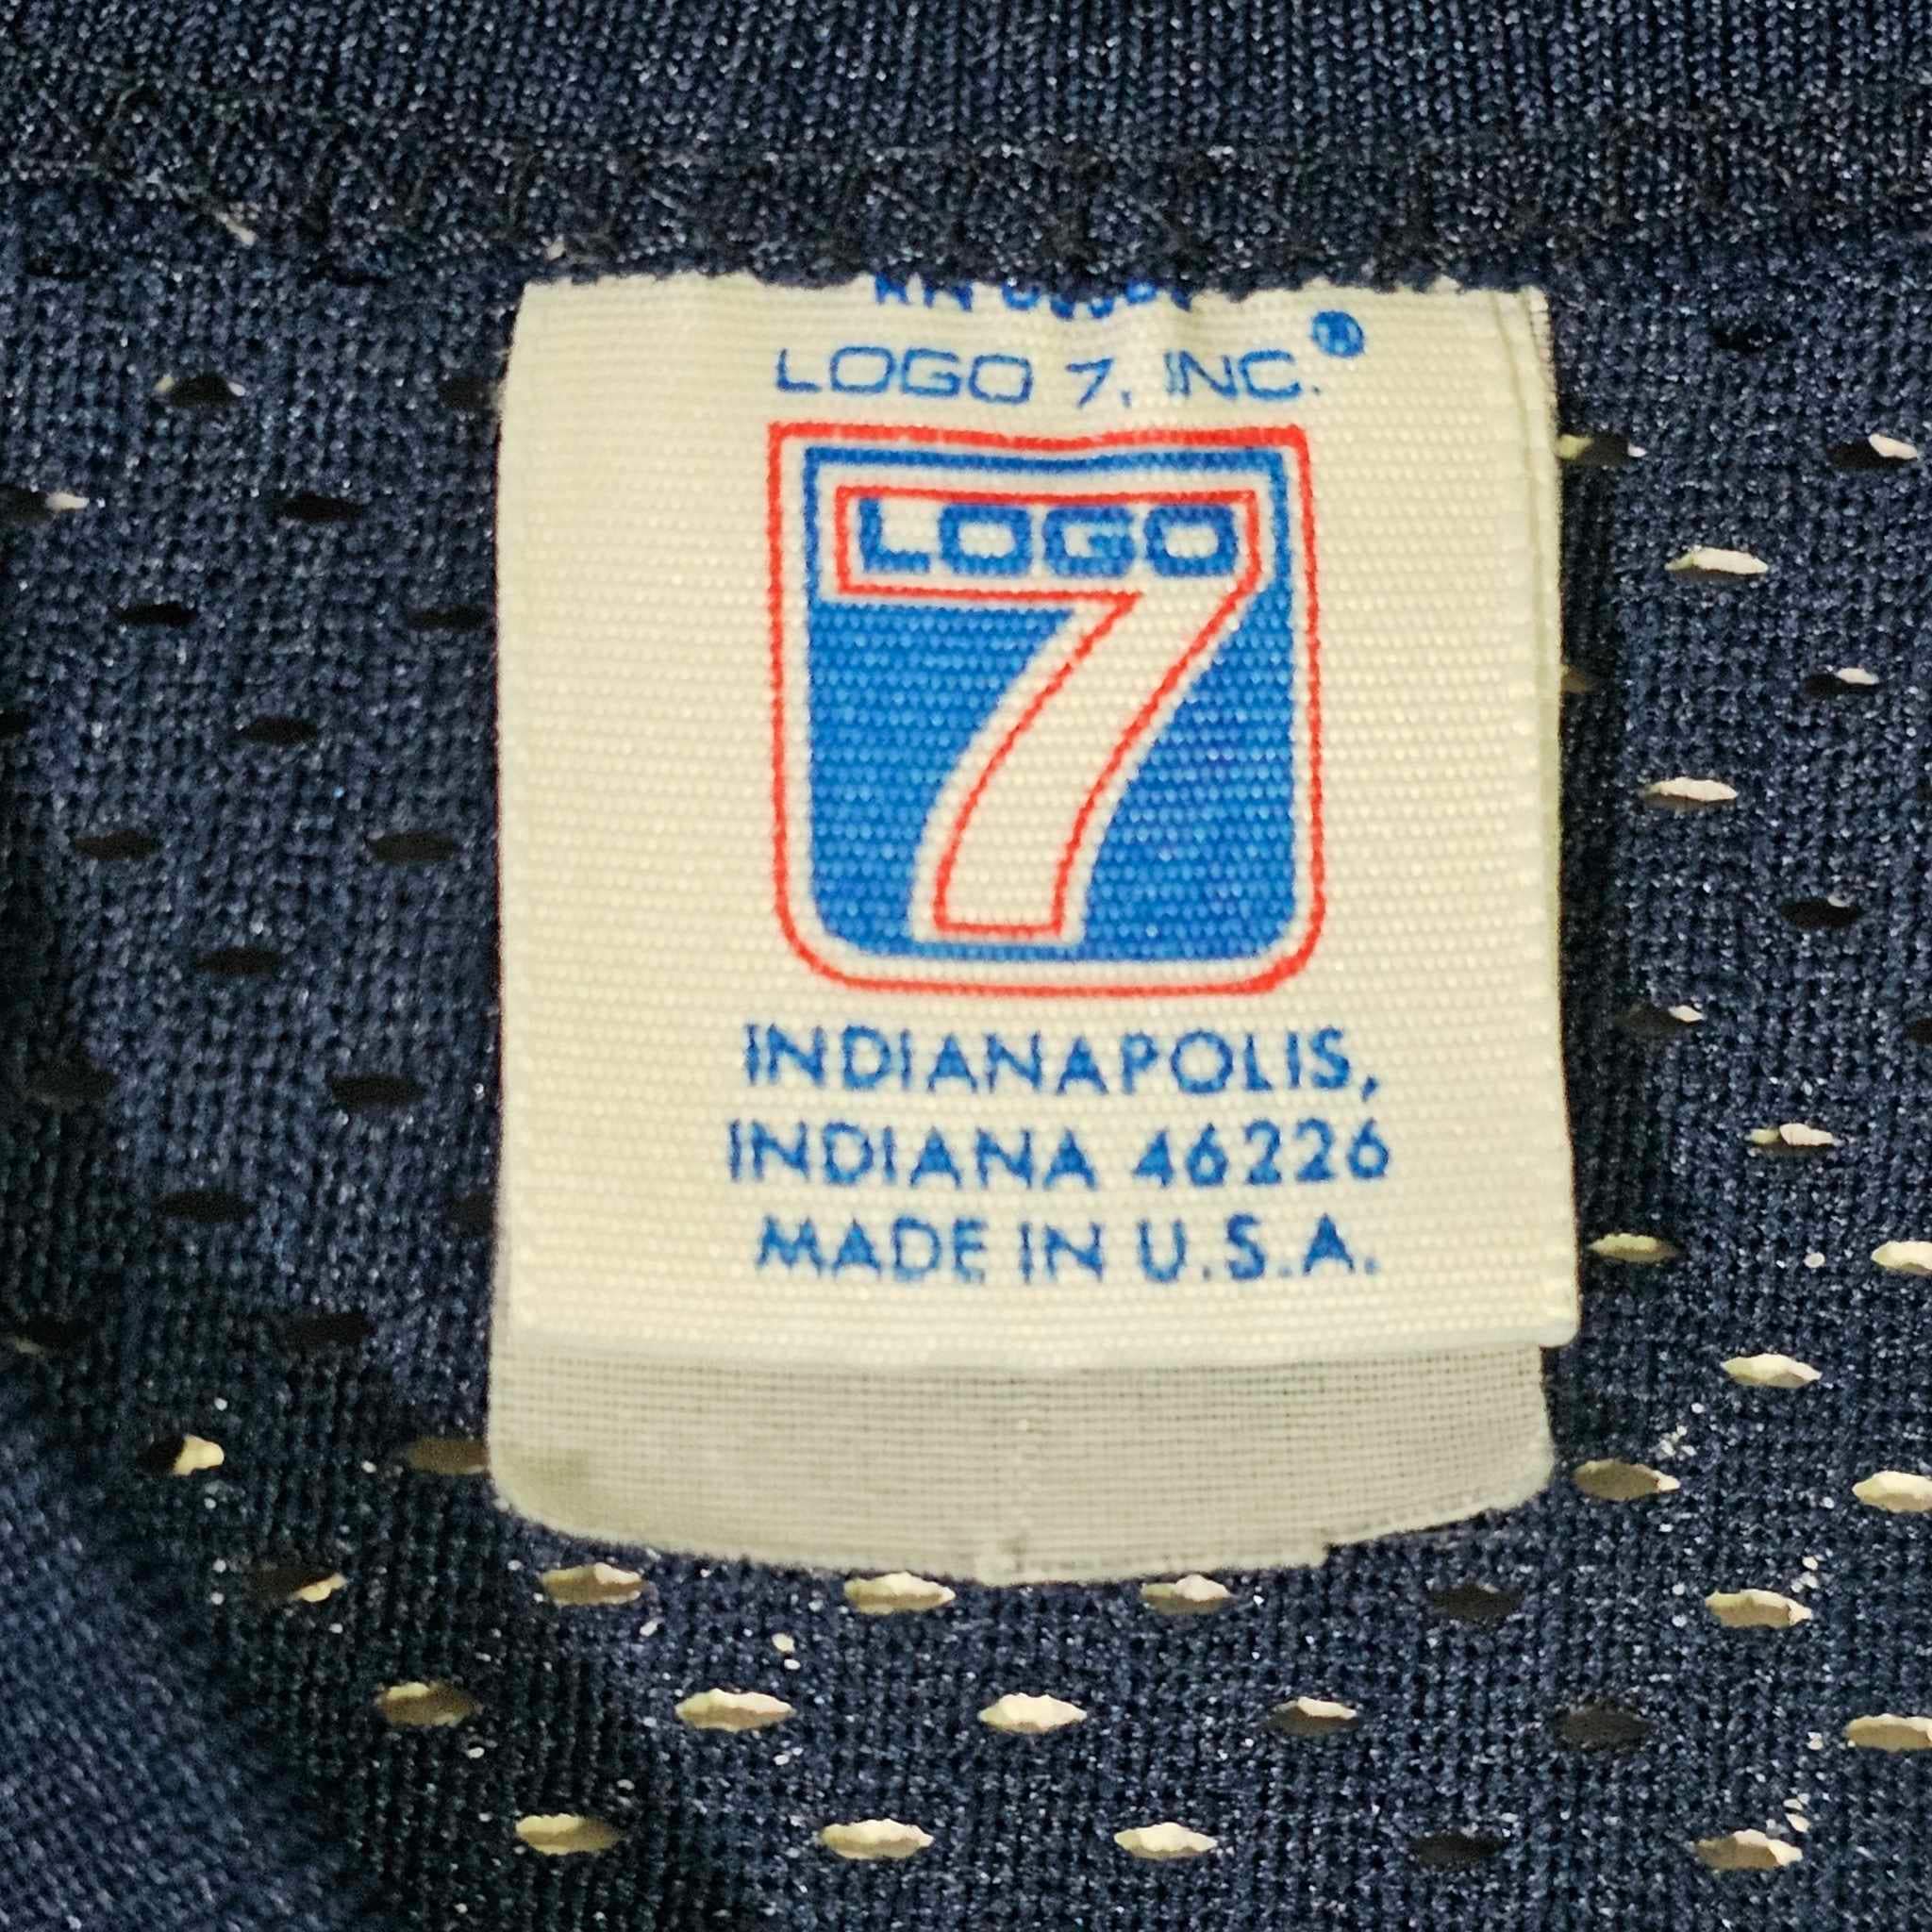 LOGO 7, INC.®
LOGO
7
INDIANAPOLIS,
INDIANA 46226
MADE IN U.S.A.